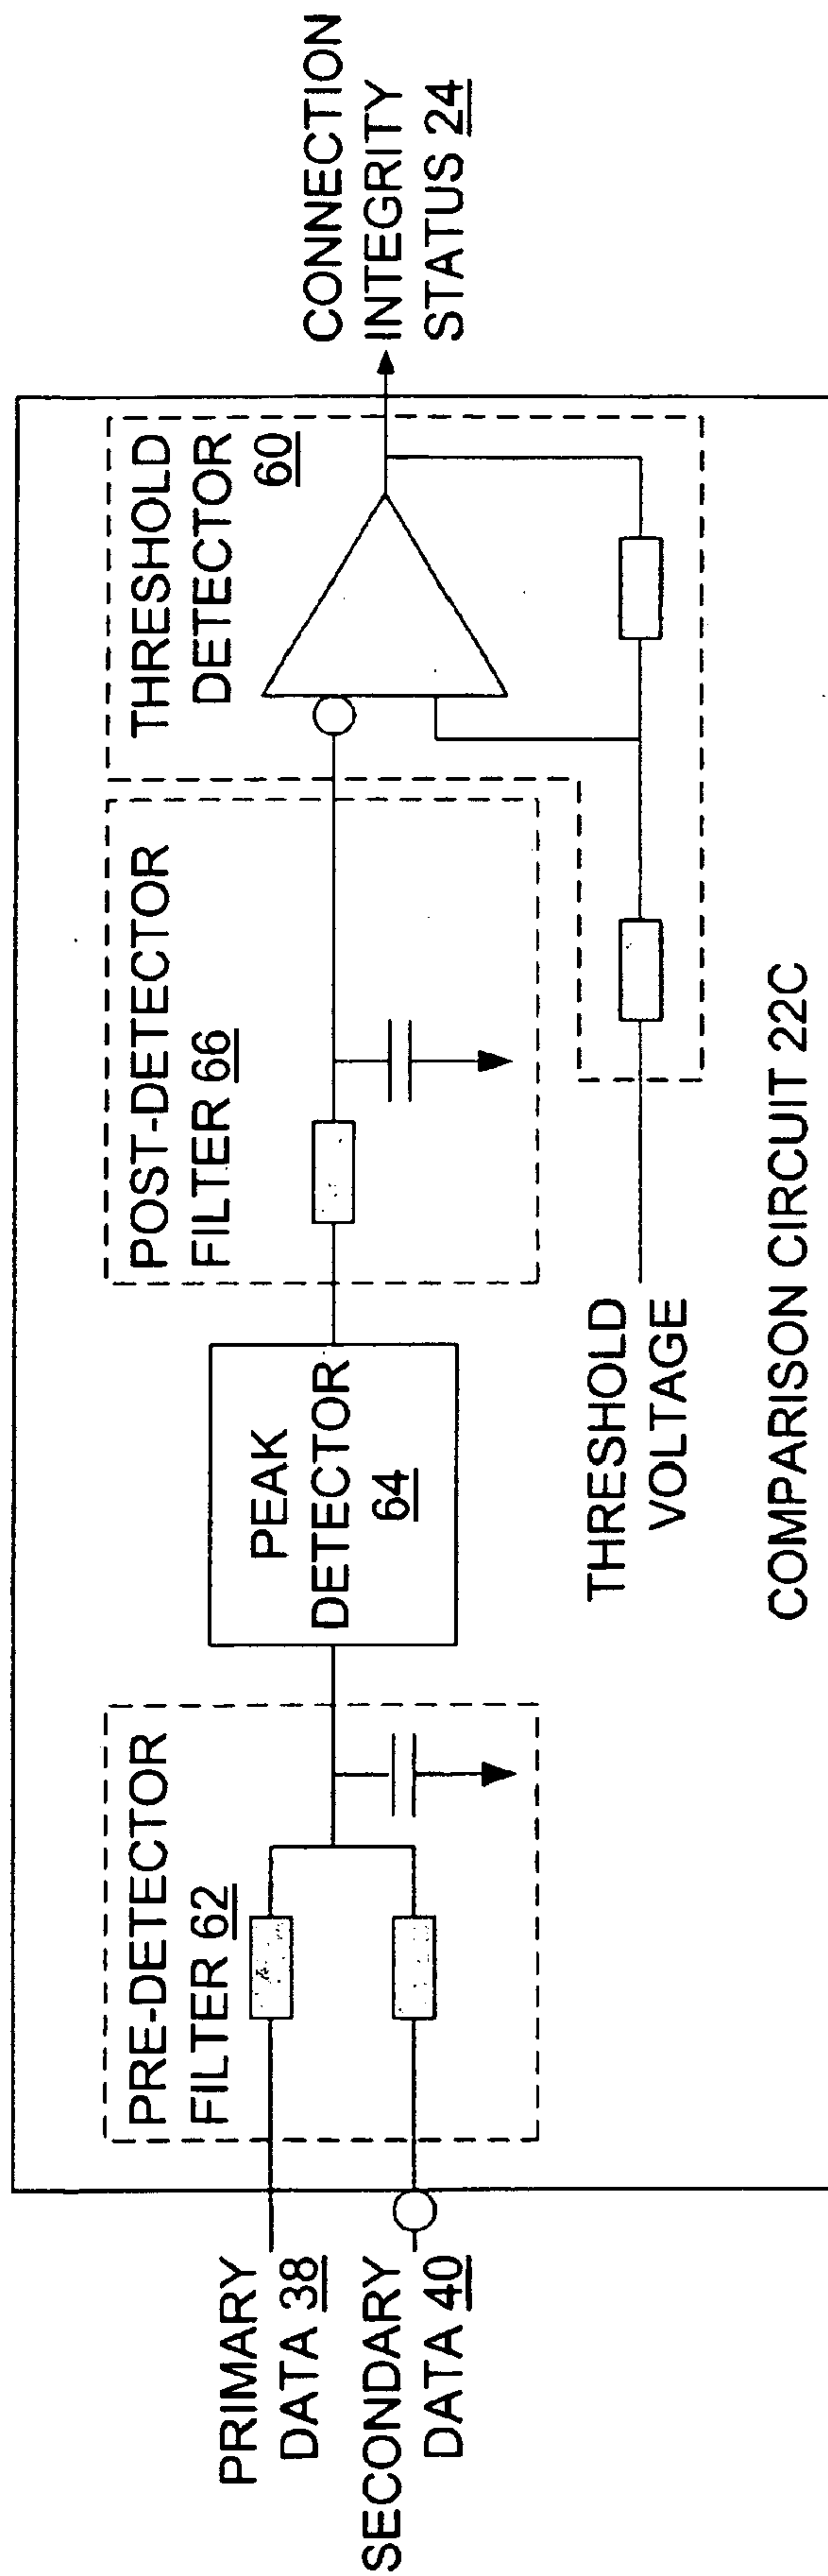 PRIMARY
DATA 38
SECONDARY
DATA 40
PRE-DETECTOR
FILTER 62
PEAK
DETECTOR
64
POST-DETECTOR
FILTER 66
THRESHOLD
DETECTOR
60
THRESHOLD
VOLTAGE
CONNECTION
INTEGRITY
STATUS 24
COMPARISON CIRCUIT 22C